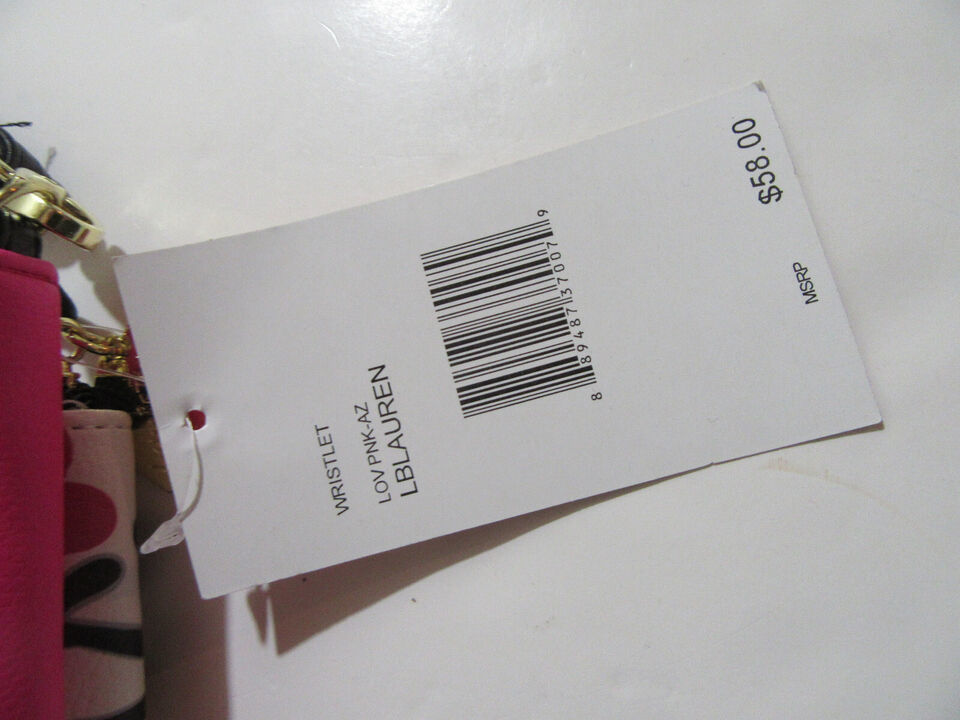 WRISTLET
LOV PNK-AZ
LBLAUREN
8 89487 37007 9
MSRP
$58.00